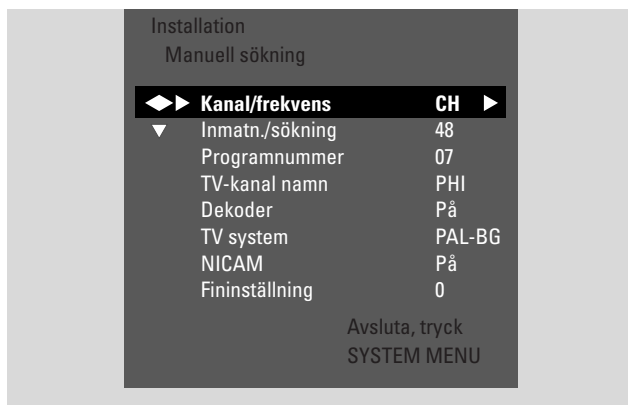 Installation
Manuell sökning
Kanal/frekvens CH
Inmatn./sökning 48
Programnummer 07
TV-kanal namn PHI
Dekoder På
TV system PAL-BG
NICAM På
Fininställning 0
Avsluta, tryck
SYSTEM MENU